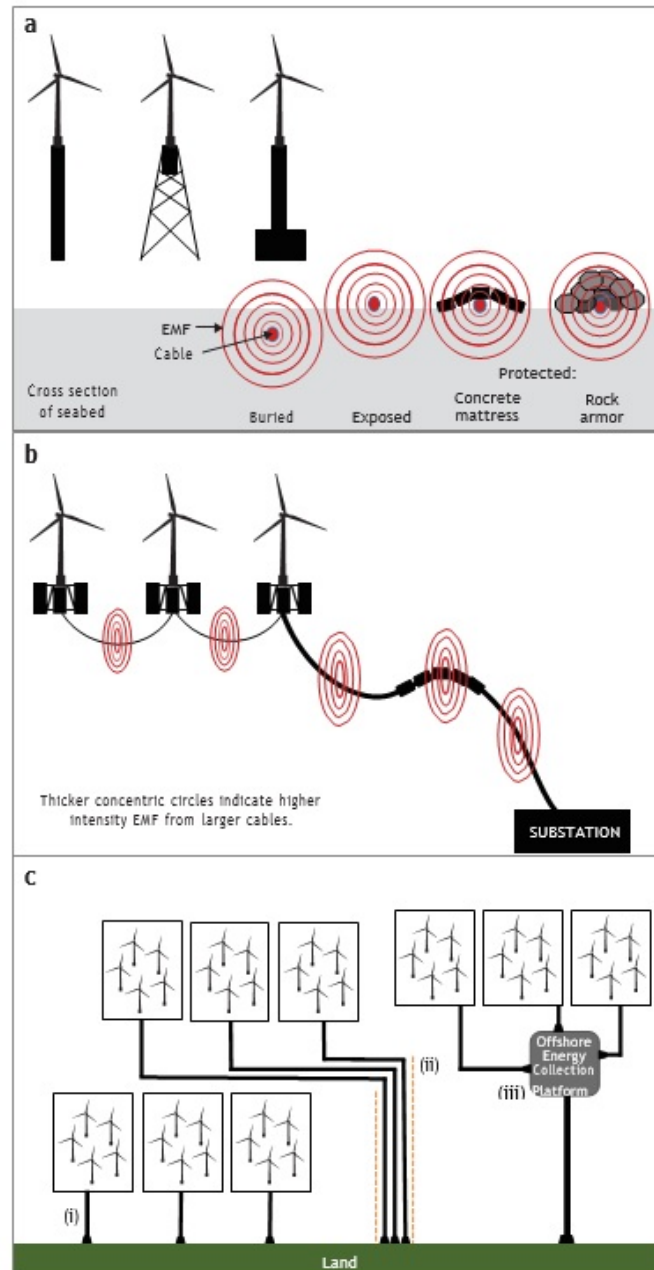 a
EMF
Cable
Cross section
of seabed
Buried
Exposed
Protected:
Concrete
mattress
Rock
armor
b
Thicker concentric circles indicate higher
intensity EMF from larger cables.
SUBSTATION
c
Offshore
Energy
Collection
Platform
(ii)
(iii)
(i)
Land